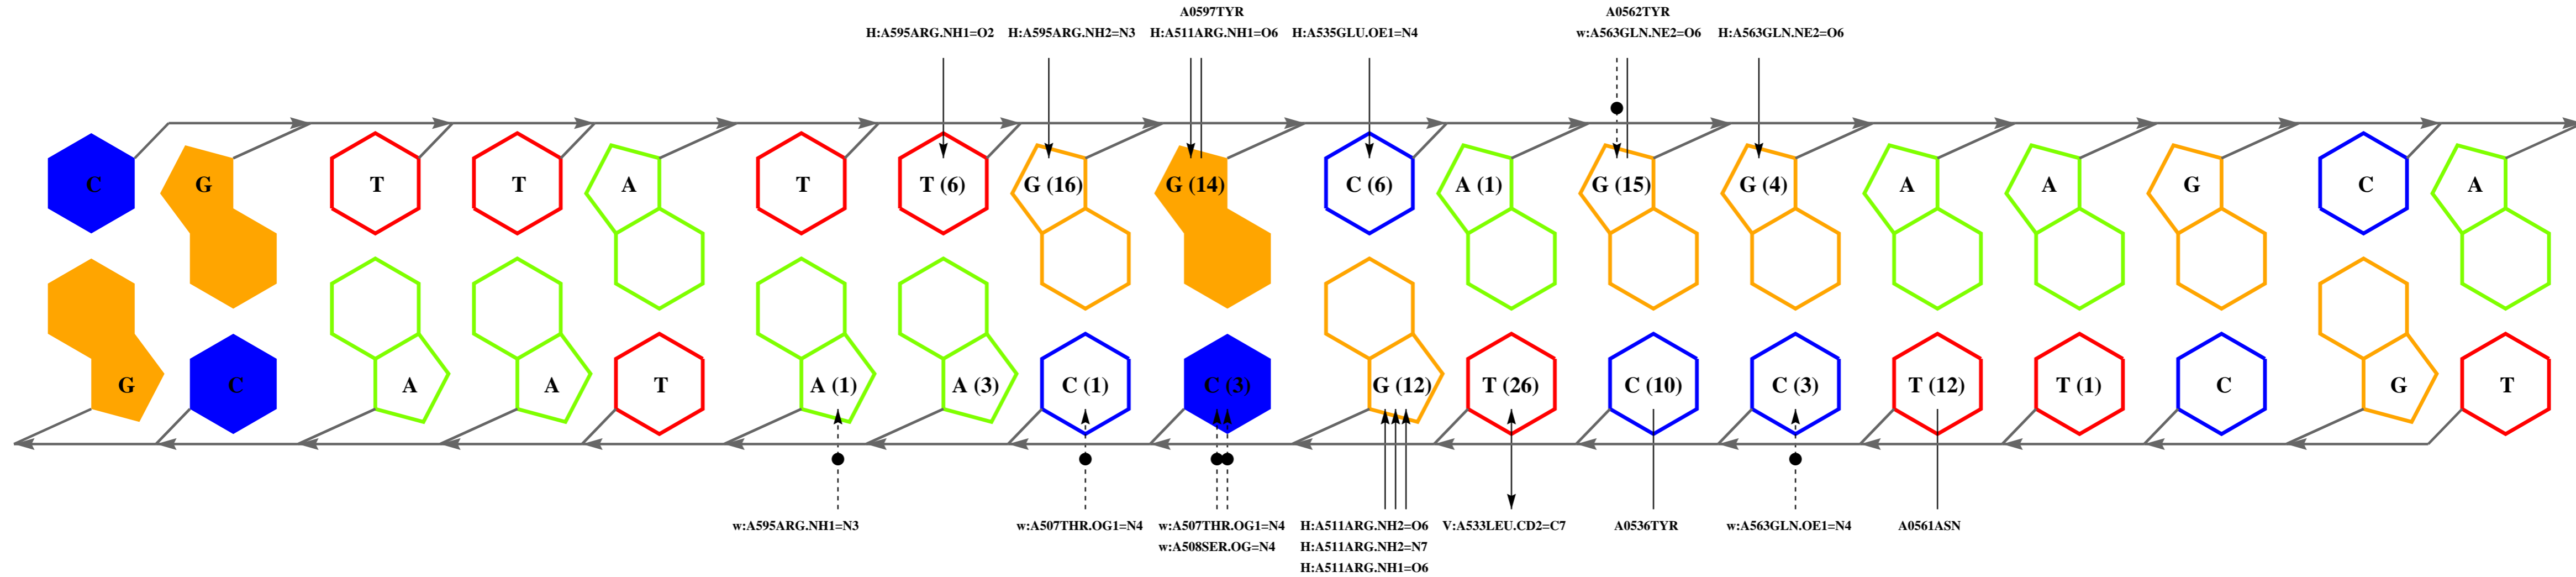 A0597TYR A0562TYR
H:A595ARG.NH1=O2 H:A595ARG.NH2=N3 H:A511ARG.NH1=O6 H:A535GLU.OE1=N4 w:A563GLN.NE2=O6 H:A563GLN.NE2=O6
C G T T A T T (6) G (16) G (14) C (6) A (1) G (15) G (4) A A G C A
G C A A T A (1) A (3) C (1) C (3) G (12) T (26) C (10) C (3) T (12) T (1) C G T
w:A595ARG.NH1=N3 w:A507THR.OG1=N4 w:A507THR.OG1=N4 H:A511ARG.NH2=O6 V:A533LEU.CD2=C7 A0536TYR w:A563GLN.OE1=N4 A0561ASN
w:A508SER.OG=N4 H:A511ARG.NH2=N7
H:A511ARG.NH1=O6